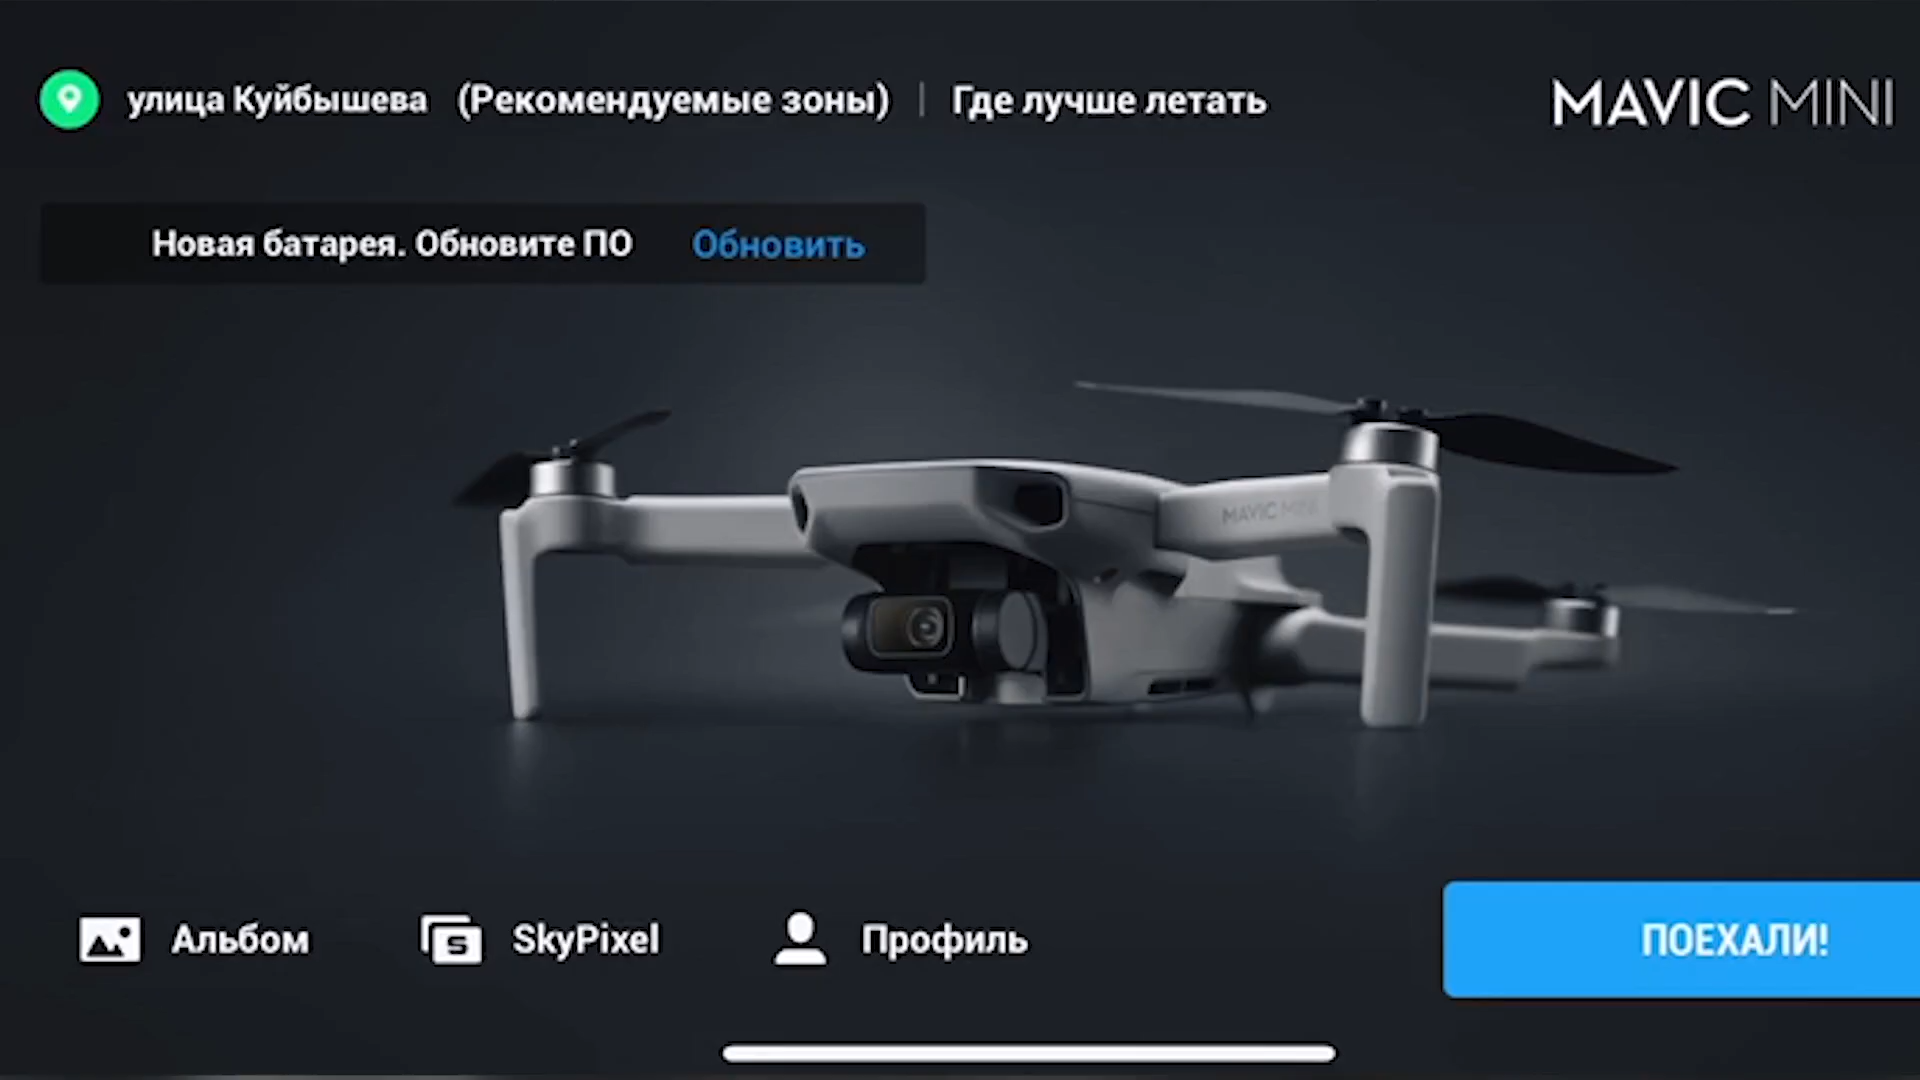 улица Куйбышева (Рекомендуемые зоны) | Где лучше летать
MAVIC MINI
Новая батарея. Обновите ПО Обновить
MAVIC MINI
Альбом SkyPixel Профиль
ПОЕХАЛИ!